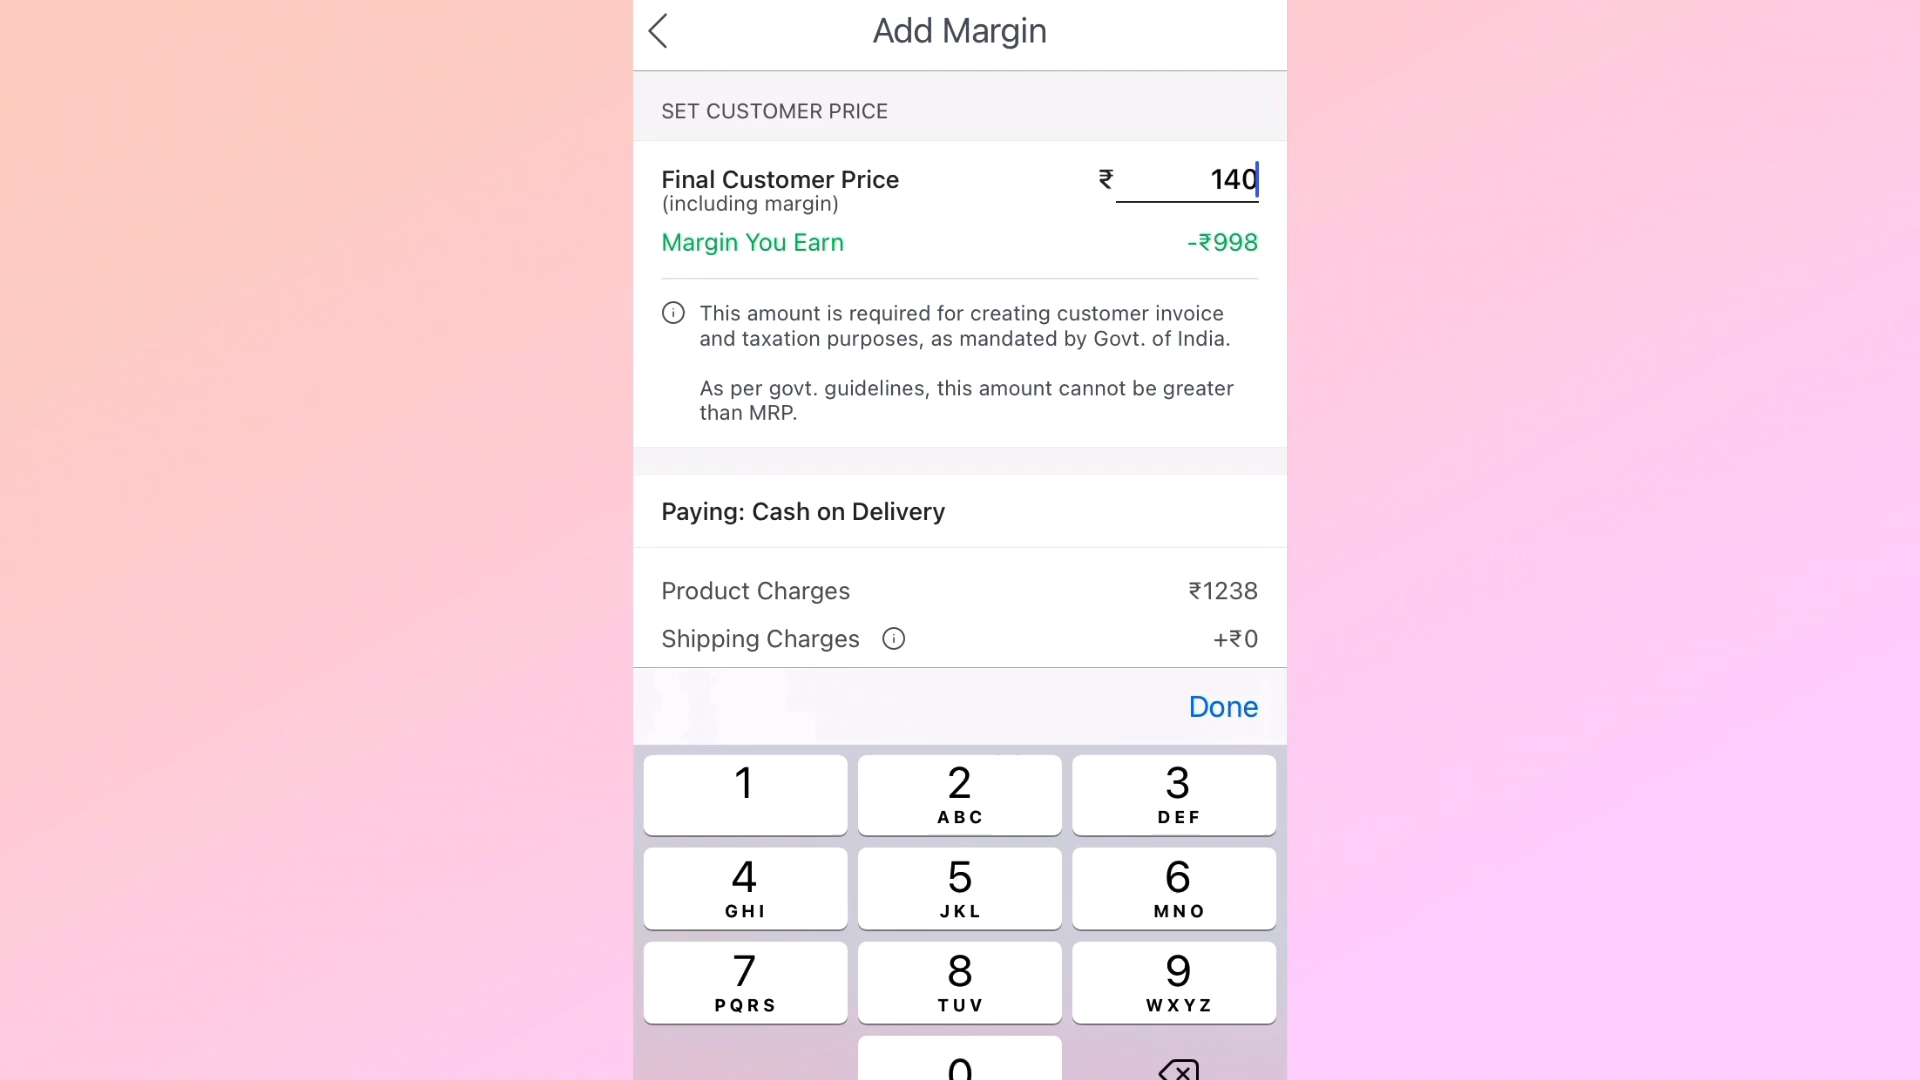 Add Margin
SET CUSTOMER PRICE
Final Customer Price ₹ 140
(including margin)
Margin You Earn -₹998
This amount is required for creating customer invoice
and taxation purposes, as mandated by Govt. of India.
As per govt. guidelines, this amount cannot be greater
than MRP.
Paying: Cash on Delivery
Product Charges ₹1238
Shipping Charges +₹0
Done
1 2 3
ABC DEF
4 5 6
GHI JKL MNO
7 8 9
PQRS TUV WXYZ
0